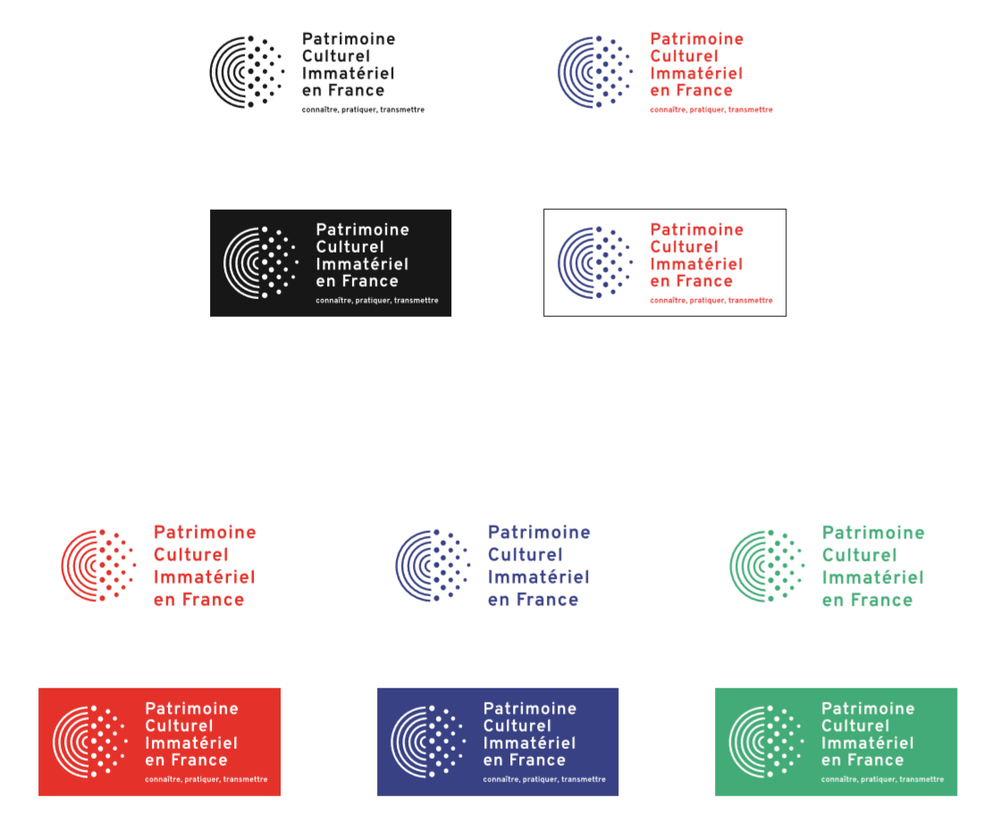 Patrimoine
Culturel
Immatériel
en France
connaître, pratiquer, transmettre
Patrimoine
Culturel
Immatériel
en France
connaître, pratiquer, transmettre
Patrimoine
Culturel
Immatériel
en France
connaître, pratiquer, transmettre
Patrimoine
Culturel
Immatériel
en France
connaître, pratiquer, transmettre
Patrimoine
Culturel
Immatériel
en France
Patrimoine
Culturel
Immatériel
en France
Patrimoine
Culturel
Immatériel
en France
Patrimoine
Culturel
Immatériel
en France
connaître, pratiquer, transmettre
Patrimoine
Culturel
Immatériel
en France
connaître, pratiquer, transmettre
Patrimoine
Culturel
Immatériel
en France
connaître, pratiquer, transmettre